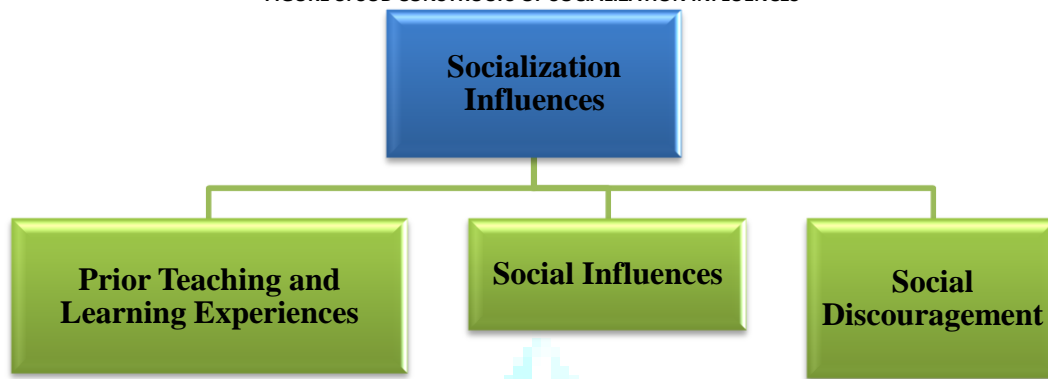 Socialization
Influences
Prior Teaching and
Learning Experiences
Social Influences
Social
Discouragement